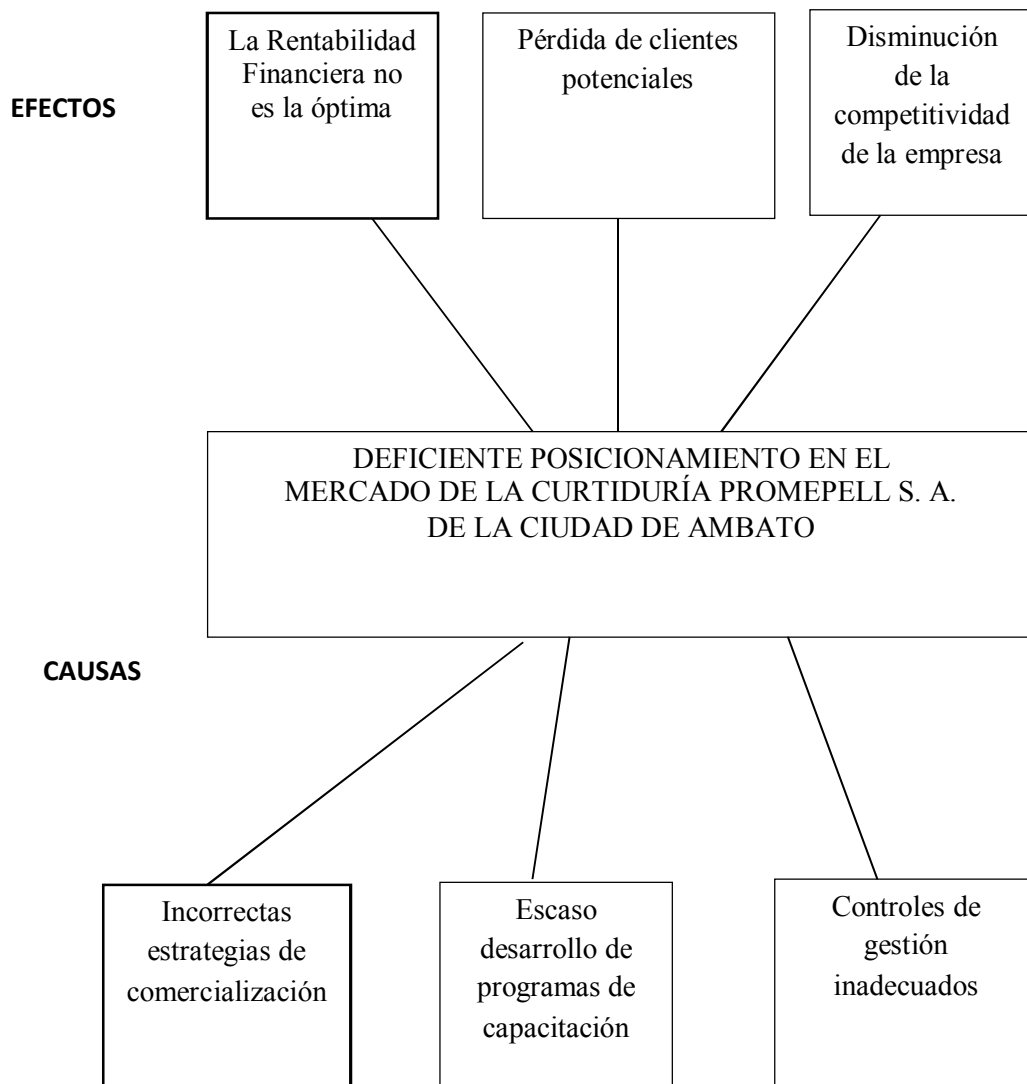 La Rentabilidad
Financiera no
es la óptima
Pérdida de clientes
potenciales
Disminución
de la
competitividad
de la empresa
EFECTOS
DEFICIENTE POSICIONAMIENTO EN EL
MERCADO DE LA CURTIDURÍA PROMEPELL S. A.
DE LA CIUDAD DE AMBATO
CAUSAS
Incorrectas
estrategias de
comercialización
Escaso
desarrollo de
programas de
capacitación
Controles de
gestión
inadecuados